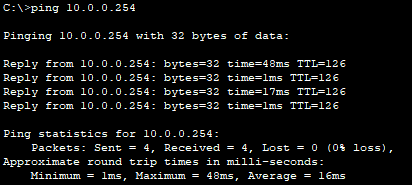 C:\>ping 10.0.0.254
Pinging 10.0.0.254 with 32 bytes of data:
Reply from 10.0.0.254: bytes=32 time=48ms TTL=126
Reply from 10.0.0.254: bytes=32 time=1ms TTL=126
Reply from 10.0.0.254: bytes=32 time=17ms TTL=126
Reply from 10.0.0.254: bytes=32 time=1ms TTL=126
Ping statistics for 10.0.0.254:
Packets: Sent = 4, Received = 4, Lost = 0 (0% loss),
Approximate round trip times in milli-seconds:
Minimum = 1ms, Maximum = 48ms, Average = 16ms